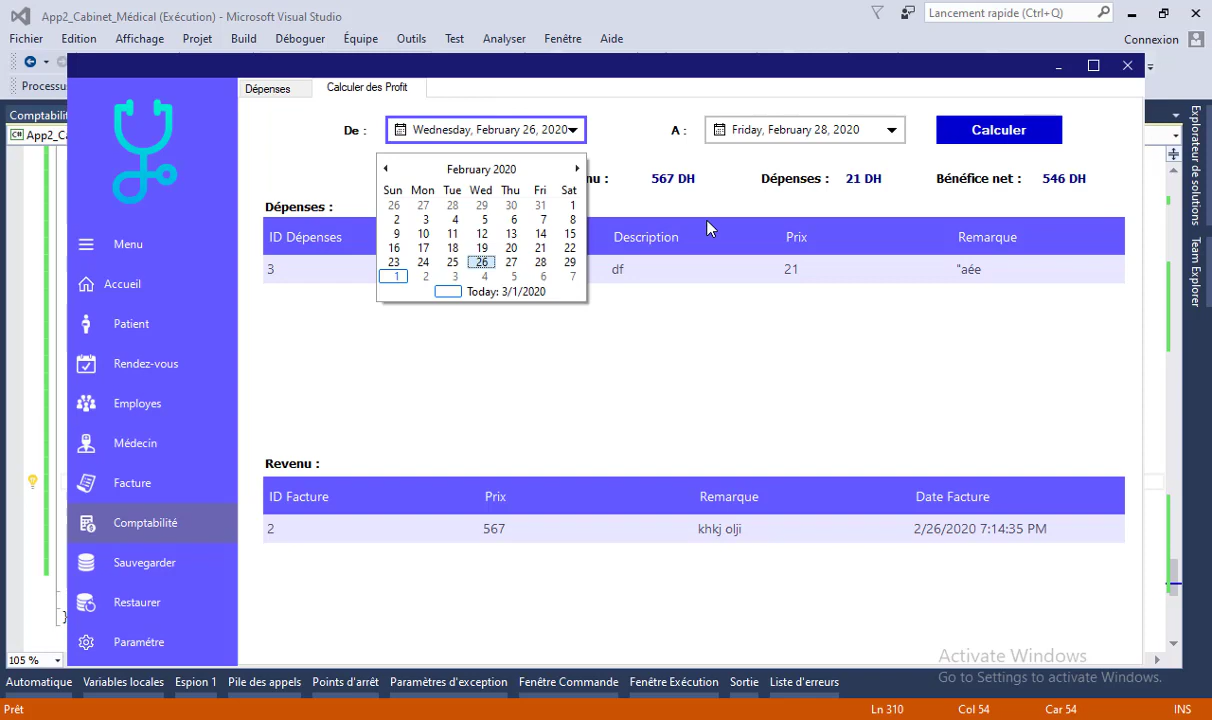 App2_Cabinet_Médical (Exécution) - Microsoft Visual Studio
Lancement rapide (Ctrl+Q)
Fichier Edition Affichage Projet Build Déboguer Équipe Outils Test Analyser Fenêtre Aide
Connexion
Processu
Comptabilit
C# App2_Ca
Dépenses
Calculer des Profit
De :
Wednesday, February 26, 2020
A :
Friday, February 28, 2020
Calculer
nu :
567 DH
Dépenses :
21 DH
Bénéfice net :
546 DH
February 2020
Sun Mon Tue Wed Thu Fri Sat
26 27 28 29 30 31 1
2 3 4 5 6 7 8
9 10 11 12 13 14 15
16 17 18 19 20 21 22
23 24 25 26 27 28 29
1 2 3 4 5 6 7
Today: 3/1/2020
Dépenses :
ID Dépenses Description Prix Remarque
3 df 21 "aée
Revenu :
ID Facture Prix Remarque Date Facture
2 567 khkj olji 2/26/2020 7:14:35 PM
Menu
Accueil
Patient
Rendez-vous
Employes
Médecin
Facture
Comptabilité
Sauvegarder
Restaurer
Paramétre
Explorateur de solutions
Team Explorer
}
105 %
Activate Windows
Go to Settings to activate Windows.
Automatique Variables locales Espion 1 Pile des appels Points d'arrêt Paramètres d'exception Fenêtre Commande Fenêtre Exécution Sortie Liste d'erreurs
Prêt
Ln 310 Col 54 Car 54 INS